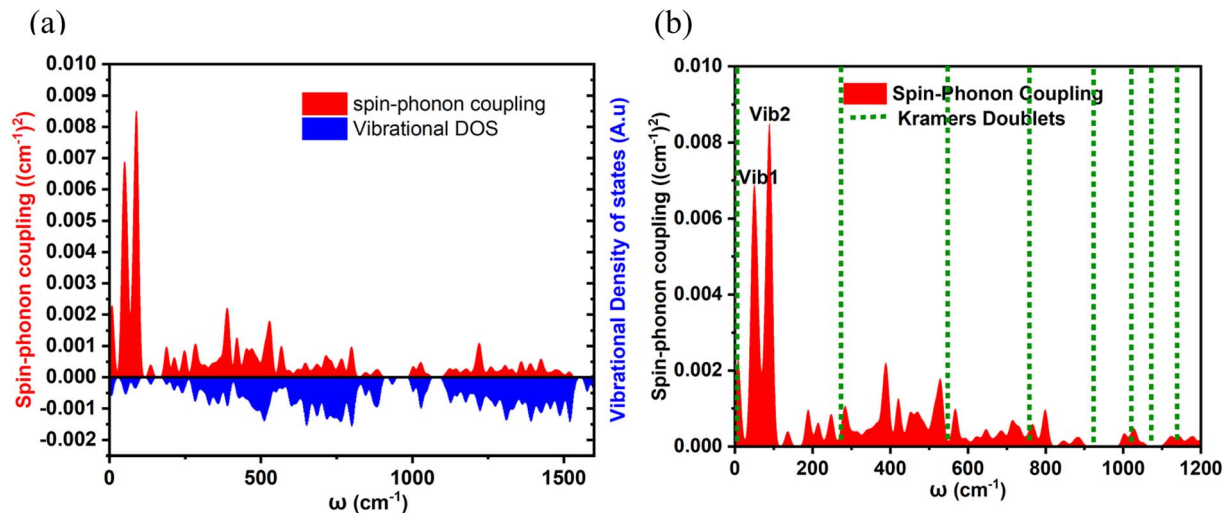 (a)
0.010
0.009
0.008
0.007
0.006
0.005
0.004
0.003
0.002
0.001
0.000
-0.001
-0.002
Spin-phonon coupling ((cm⁻¹)²)
spin-phonon coupling
Vibrational DOS
Vibrational Density of states (A.u)
0 500 1000 1500
ω (cm⁻¹)
(b)
0.010
0.008
0.006
0.004
0.002
0.000
Spin-phonon coupling ((cm⁻¹)²)
Spin-Phonon Coupling
Kramers Doublets
Vib2
Vib1
0 200 400 600 800 1000 1200
ω (cm⁻¹)